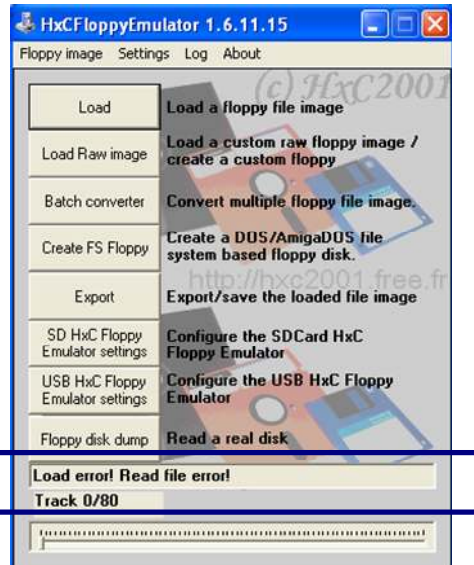 HxCFloppyEmulator 1.6.11.15
Floppy image Settings Log About
(c) HxC2001
Load Load a floppy file image
Load Raw image Load a custom raw floppy image /
create a custom floppy
Batch converter Convert multiple floppy file image.
Create FS Floppy Create a DOS/AmigaDOS file
system based floppy disk.
http://hxc2001.free.fr
Export Export/save the loaded file image
SD HxC Floppy Configure the SDCard HxC
Emulator settings Floppy Emulator
USB HxC Floppy Configure the USB HxC Floppy
Emulator settings Emulator
Floppy disk dump Read a real disk
Load error! Read file error!
Track 0/80